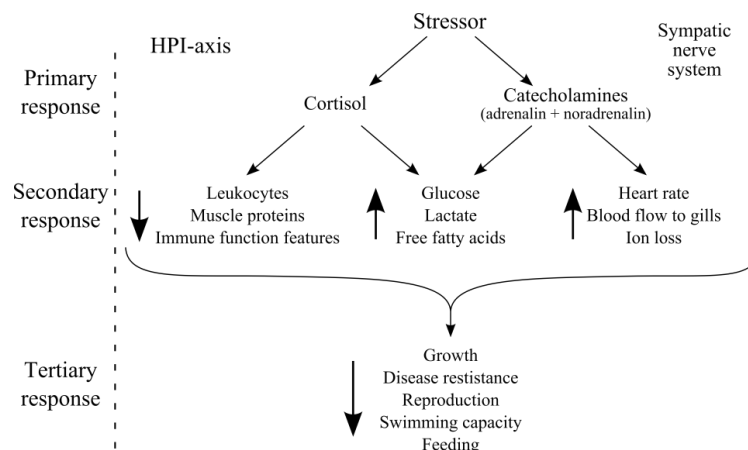 Stressor
HPI-axis
Sympatic
nerve
system
Primary
response
Cortisol
Catecholamines
(adrenalin + noradrenalin)
Secondary
response
Leukocytes
Muscle proteins
Immune function features
Glucose
Lactate
Free fatty acids
Heart rate
Blood flow to gills
Ion loss
Tertiary
response
Growth
Disease restistance
Reproduction
Swimming capacity
Feeding